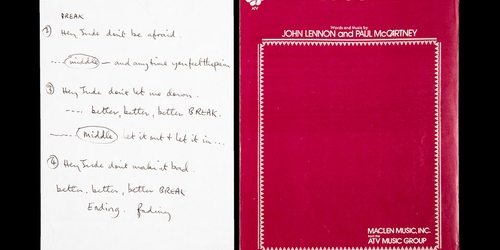 BREAK
2) Hey Jude don't be afraid.
...... middle — and anytime you feel the pain
3) Hey Jude don't let me down.
---- better, better, better BREAK.
....... middle let it out & let it in ...
4) Hey Jude don't make it bad.
better. better, better BREAK
Ending. fading
ATV
Words and Music by
JOHN LENNON and PAUL McCARTNEY
MACLEN MUSIC, INC.
ATV MUSIC GROUP